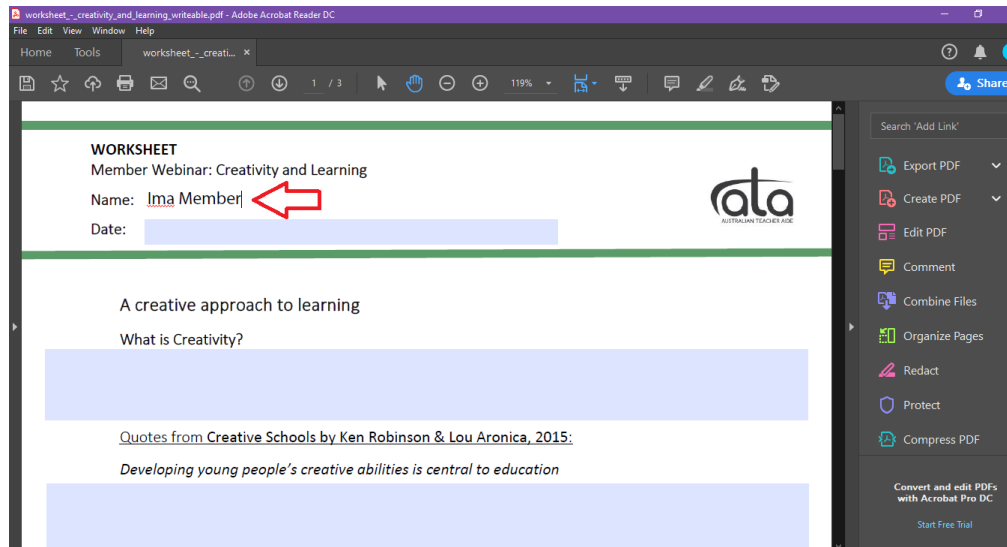 worksheet_-_creativity_and_learning_writeable.pdf - Adobe Acrobat Reader DC
File Edit View Window Help
Home Tools worksheet_-_creati... ×
1 / 3 119%
Share
WORKSHEET
Member Webinar: Creativity and Learning
Name: Ima Member
Date:
ata
AUSTRALIAN TEACHER AIDE
A creative approach to learning
What is Creativity?
Quotes from Creative Schools by Ken Robinson & Lou Aronica, 2015:
Developing young people's creative abilities is central to education
Search 'Add Link'
Export PDF
Create PDF
Edit PDF
Comment
Combine Files
Organize Pages
Redact
Protect
Compress PDF
Convert and edit PDFs
with Acrobat Pro DC
Start Free Trial